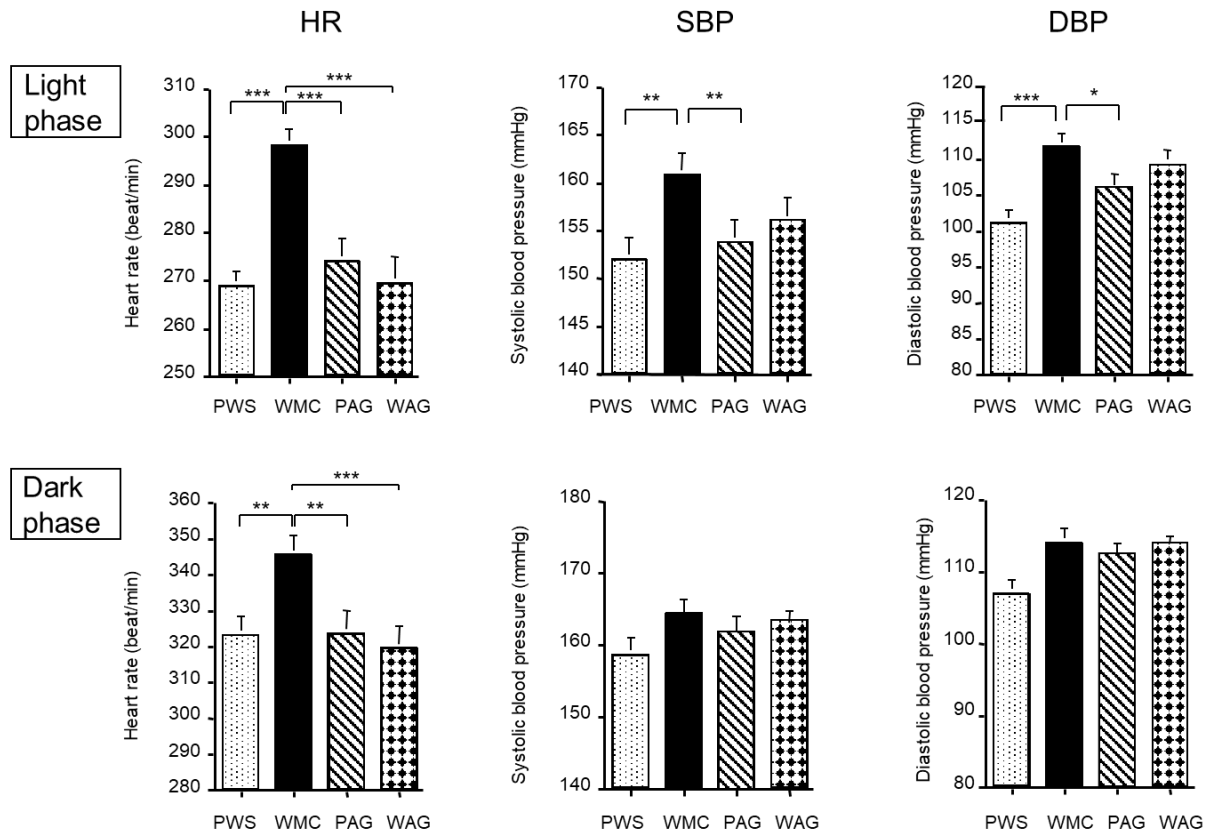 HR SBP DBP
Light
phase
Heart rate (beat/min)
310
300
290
280
270
260
250
*** *** ***
PWS WMC PAG WAG
Systolic blood pressure (mmHg)
170
165
160
155
150
145
140
** **
PWS WMC PAG WAG
Diastolic blood pressure (mmHg)
120
115
110
105
100
95
90
85
80
*** *
PWS WMC PAG WAG
Dark
phase
Heart rate (beat/min)
360
350
340
330
320
310
300
290
280
** ** ***
PWS WMC PAG WAG
Systolic blood pressure (mmHg)
180
170
160
150
140
PWS WMC PAG WAG
Diastolic blood pressure (mmHg)
120
110
100
90
80
PWS WMC PAG WAG